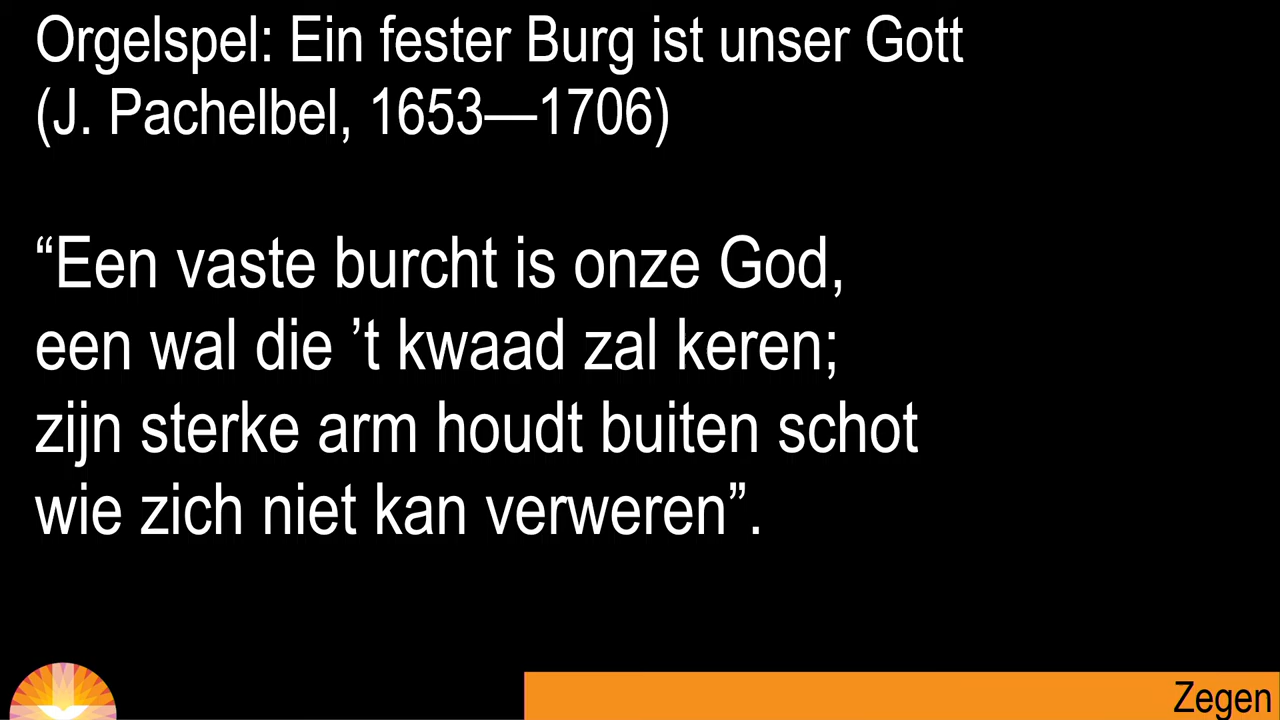 Orgelspel: Ein fester Burg ist unser Gott
(J. Pachelbel, 1653—1706)
“Een vaste burcht is onze God,
een wal die ’t kwaad zal keren;
zijn sterke arm houdt buiten schot
wie zich niet kan verweren”.
Zegen